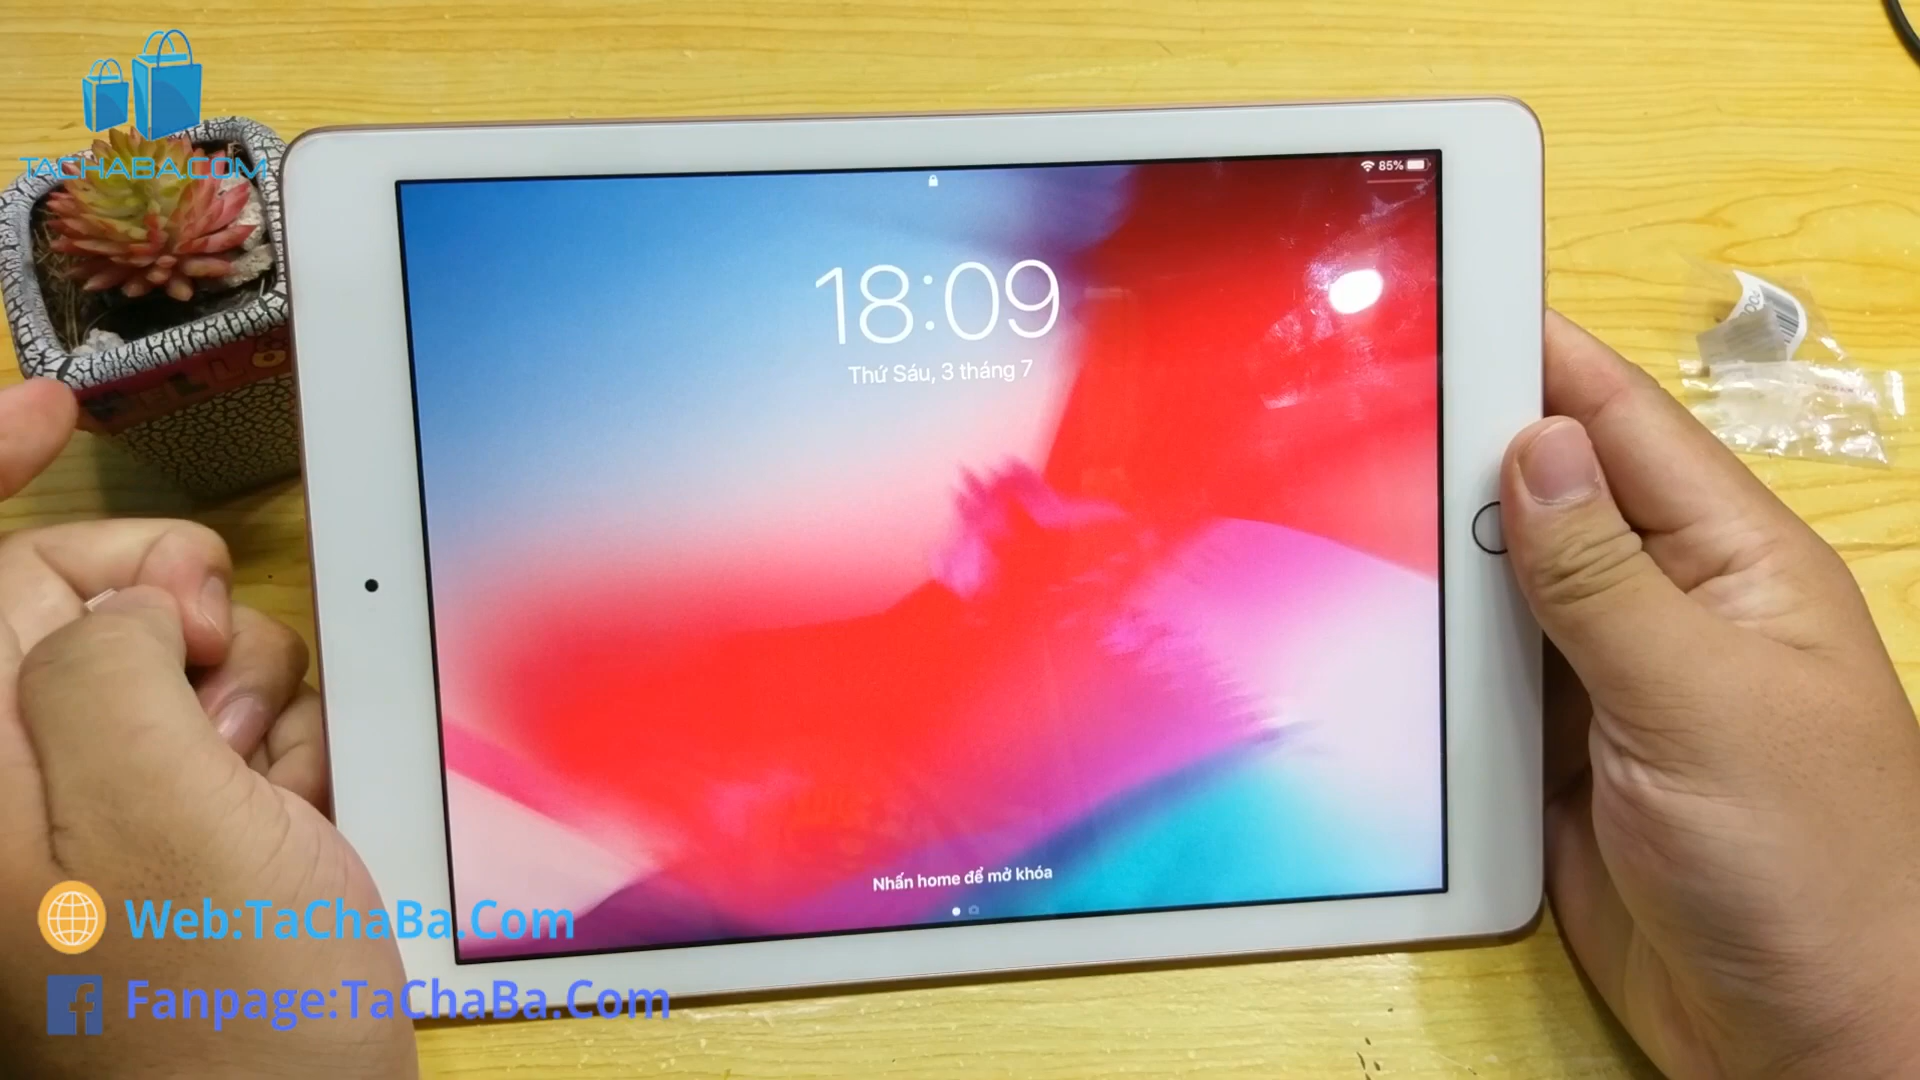 TACHABA.COM
85%
18:09
Thứ Sáu, 3 tháng 7
Nhấn home để mở khóa
Web:TaChaBa.Com
Fanpage:TaChaBa.Com